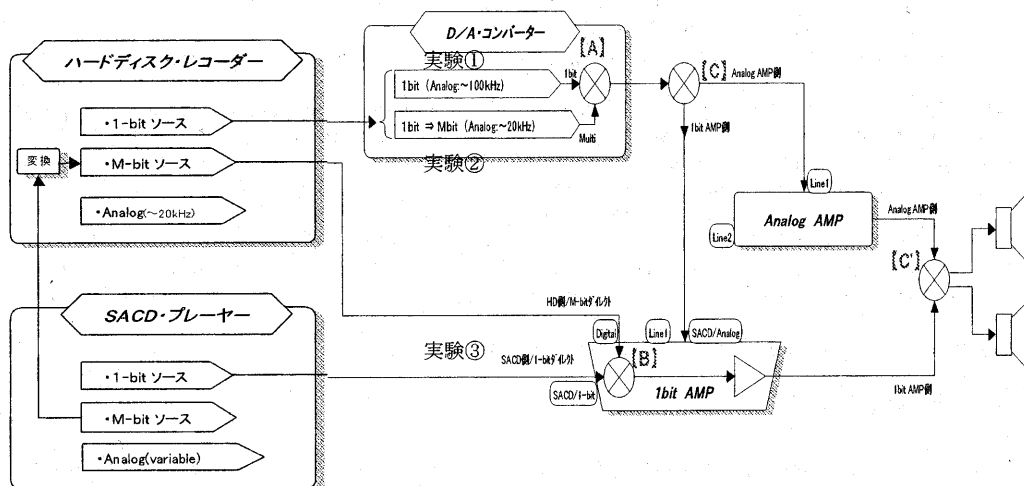 ハードディスク・レコーダー
・1-bit ソース
変換
・M-bit ソース
・Analog(～20kHz)
SACD・プレーヤー
・1-bit ソース
・M-bit ソース
・Analog(variable)
D/A・コンバーター
実験①
【A】
1bit (Analog:～100kHz)
1bit
1bit ⇒ Mbit (Analog:～20kHz)
Multi
実験②
【C】
Analog AMP側
1bit AMP側
Line1
Analog AMP
Line2
Analog AMP側
【C'】
HD側/M-bitダイレクト
Digital
Line1
SACD/Analog
実験③
SACD側/1-bitダイレクト
【B】
SACD/1-bit
1bit AMP
1bit AMP側